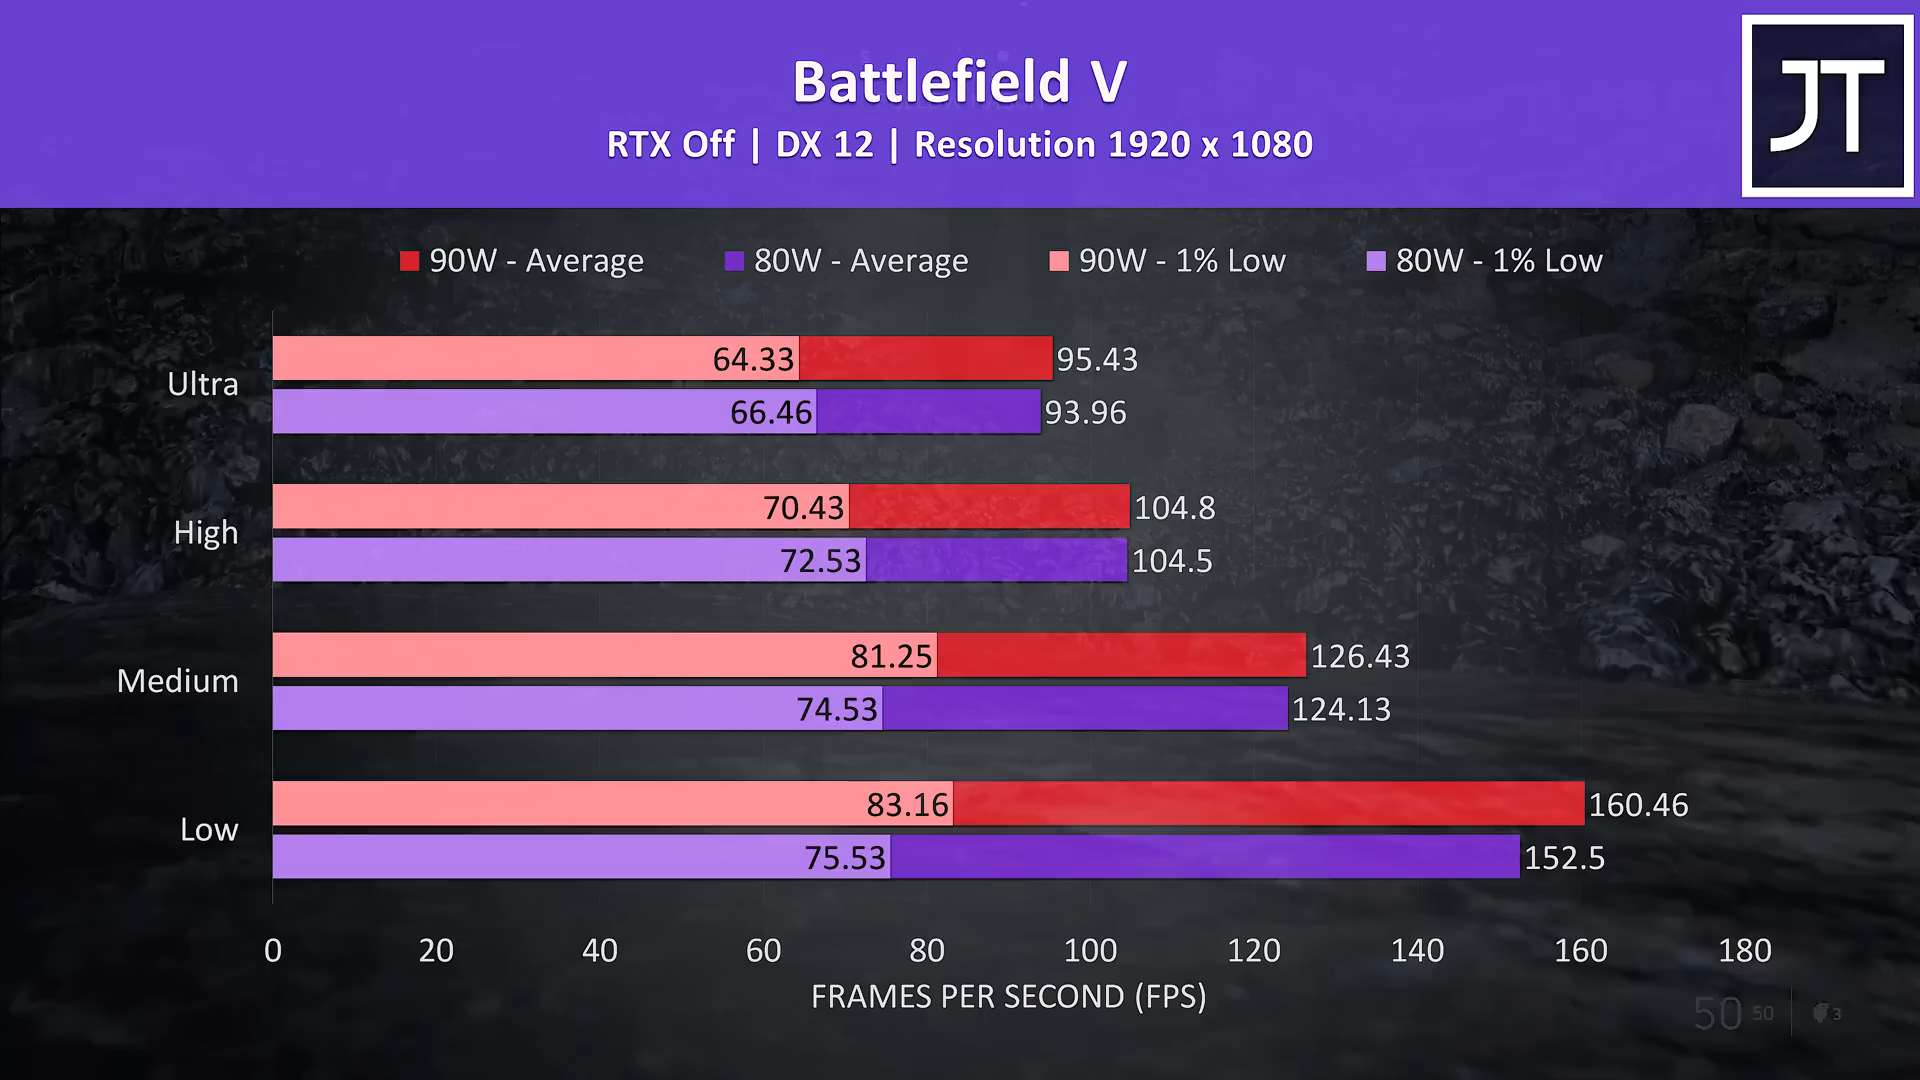 Battlefield V
RTX Off | DX 12 | Resolution 1920 x 1080
JT
90W - Average 80W - Average 90W - 1% Low 80W - 1% Low
Ultra
64.33 95.43
66.46 93.96
High
70.43 104.8
72.53 104.5
Medium
81.25 126.43
74.53 124.13
Low
83.16 160.46
75.53 152.5
0 20 40 60 80 100 120 140 160 180
FRAMES PER SECOND (FPS)
50 50 3